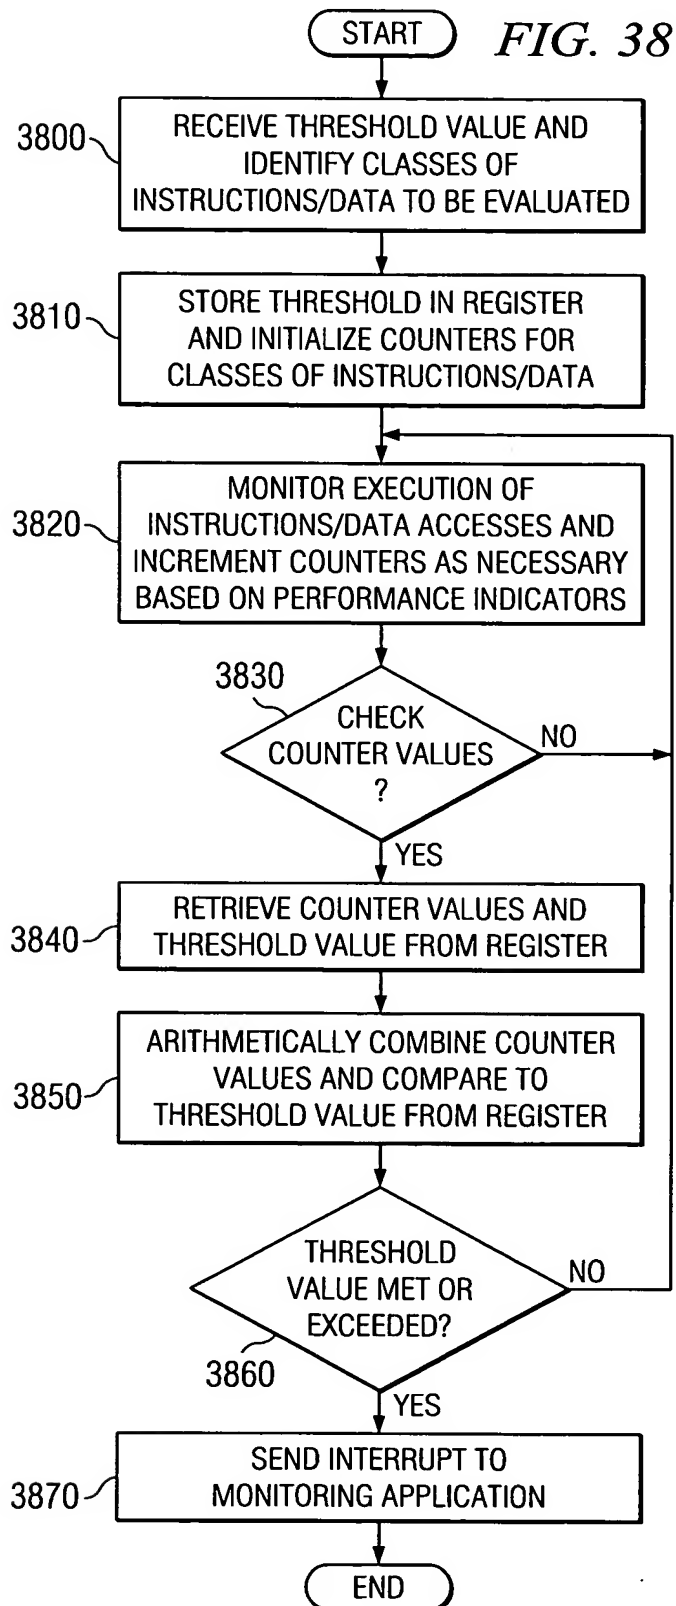 START
FIG. 38
3800
RECEIVE THRESHOLD VALUE AND
IDENTIFY CLASSES OF
INSTRUCTIONS/DATA TO BE EVALUATED
3810
STORE THRESHOLD IN REGISTER
AND INITIALIZE COUNTERS FOR
CLASSES OF INSTRUCTIONS/DATA
3820
MONITOR EXECUTION OF
INSTRUCTIONS/DATA ACCESSES AND
INCREMENT COUNTERS AS NECESSARY
BASED ON PERFORMANCE INDICATORS
3830
CHECK
COUNTER VALUES
?
NO
YES
3840
RETRIEVE COUNTER VALUES AND
THRESHOLD VALUE FROM REGISTER
3850
ARITHMETICALLY COMBINE COUNTER
VALUES AND COMPARE TO
THRESHOLD VALUE FROM REGISTER
THRESHOLD
VALUE MET OR
EXCEEDED?
NO
3860
YES
3870
SEND INTERRUPT TO
MONITORING APPLICATION
END